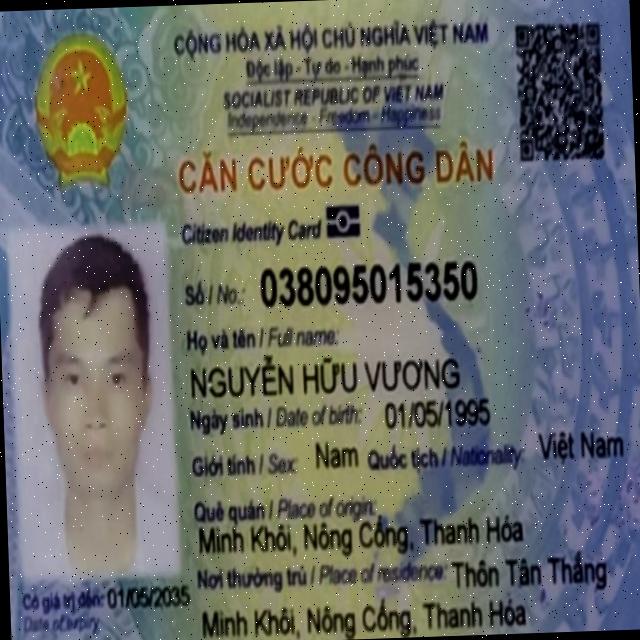 CỘNG HÒA XÃ HỘI CHỦ NGHĨA VIỆT NAM
Độc lập - Tự do - Hạnh phúc
SOCIALIST REPUBLIC OF VIET NAM
Independence - Freedom - Happiness
CĂN CƯỚC CÔNG DÂN
Citizen Identity Card
Số / No.: 038095015350
Họ và tên / Full name:
NGUYỄN HỮU VƯƠNG
Ngày sinh / Date of birth: 01/05/1995
Giới tính / Sex: Nam Quốc tịch / Nationality: Việt Nam
Quê quán / Place of origin:
Minh Khôi, Nông Cống, Thanh Hóa
Nơi thường trú / Place of residence: Thôn Tân Thắng
Minh Khôi, Nông Cống, Thanh Hóa
Có giá trị đến: 01/05/2035
Date of expiry